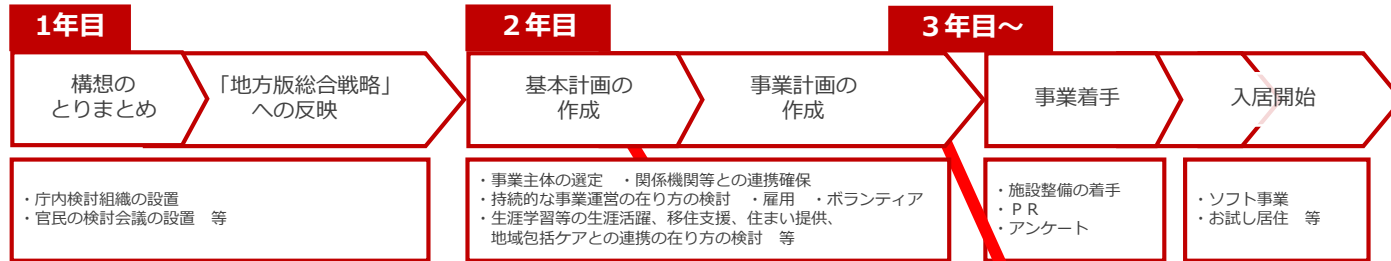 1年目
構想の
とりまとめ
「地方版総合戦略」
への反映
・庁内検討組織の設置
・官民の検討会議の設置　等
２年目
基本計画の
作成
事業計画の
作成
・事業主体の選定　・関係機関等との連携確保
・持続的な事業運営の在り方の検討　・雇用　・ボランティア
・生涯学習等の生涯活躍、移住支援、住まい提供、
地域包括ケアとの連携の在り方の検討　等
３年目～
事業着手
入居開始
・施設整備の着手
・ＰＲ
・アンケート
・ソフト事業
・お試し居住　等